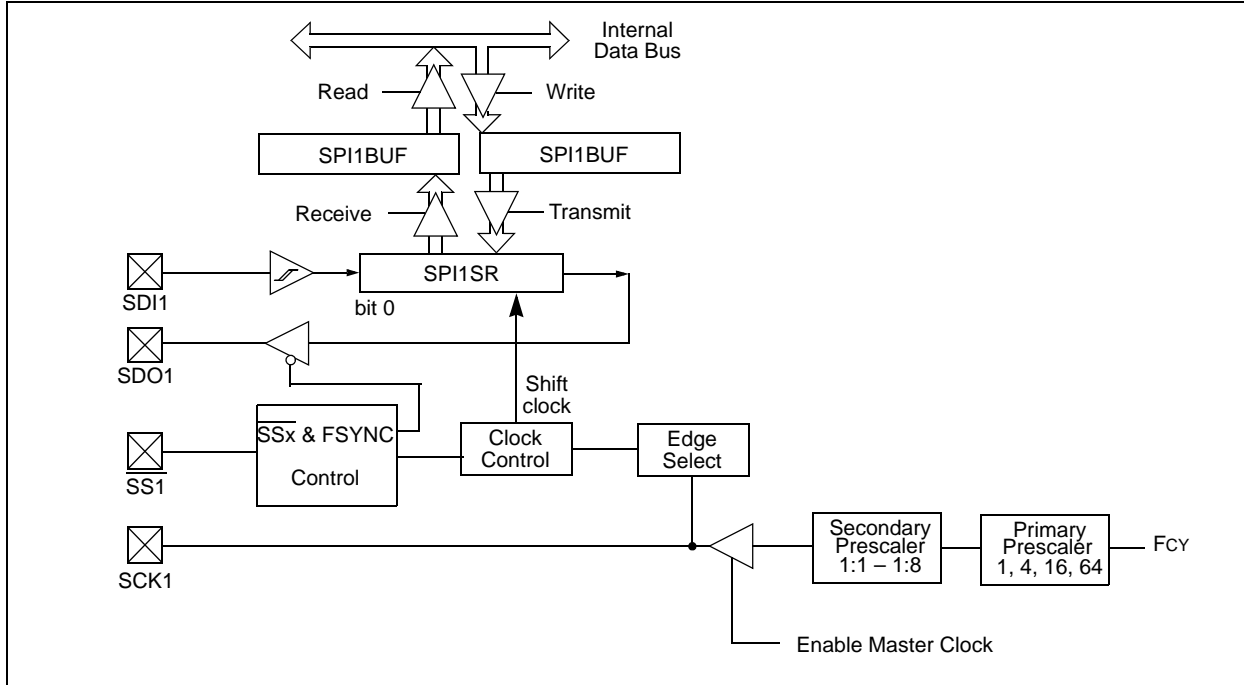 Internal
Data Bus
Read
Write
SPI1BUF
SPI1BUF
Receive
Transmit
SPI1SR
SDI1
bit 0
SDO1
Shift
clock
SSx & FSYNC
Control
Clock
Control
Edge
Select
SS1
Secondary
Prescaler
1:1 – 1:8
Primary
Prescaler
1, 4, 16, 64
FCY
SCK1
Enable Master Clock